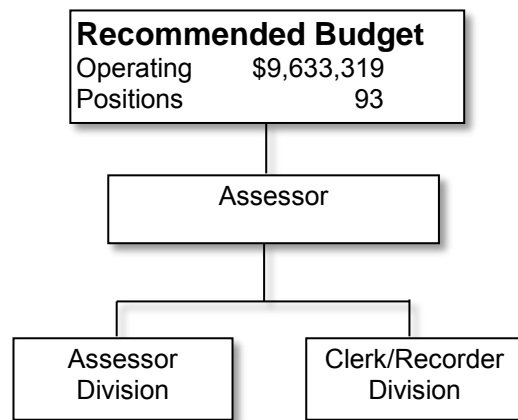 Recommended Budget
Operating $9,633,319
Positions 93
Assessor
Assessor
Division
Clerk/Recorder
Division